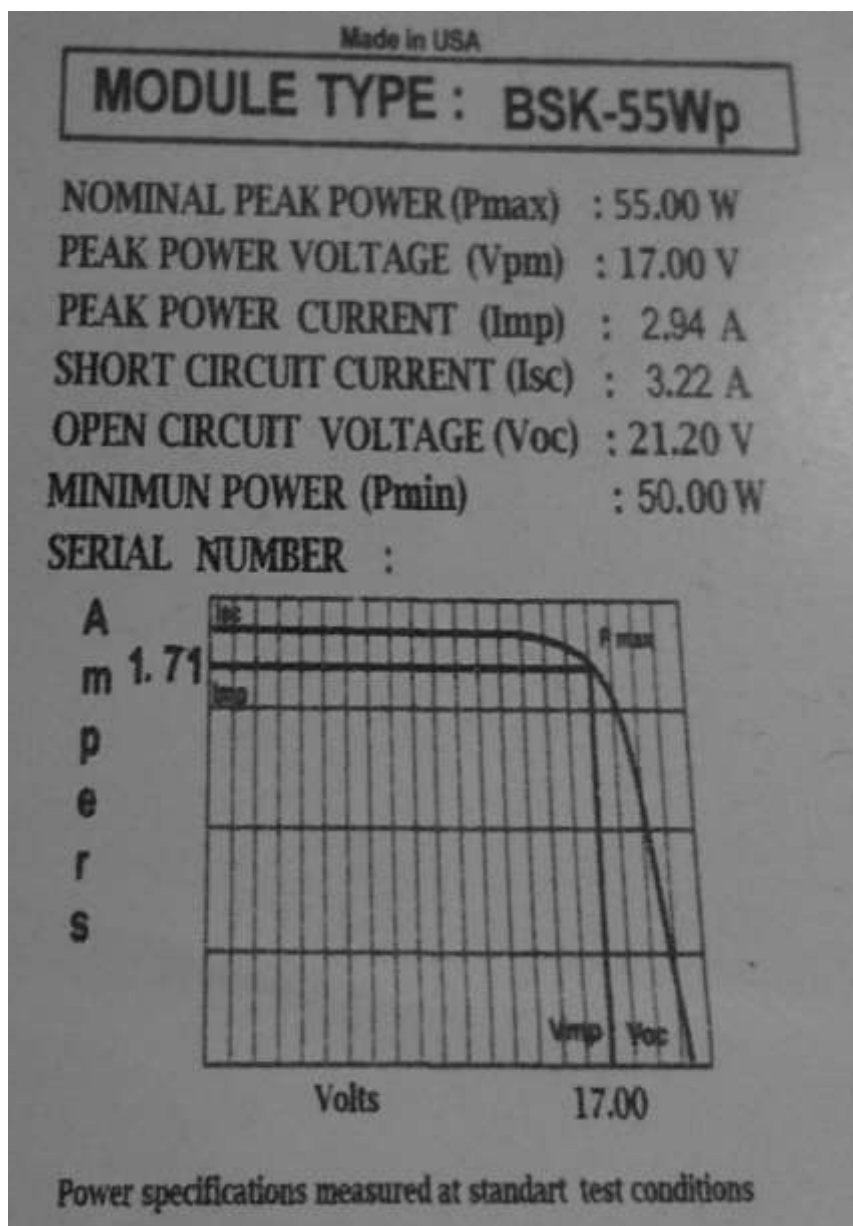 Made in USA
MODULE TYPE : BSK-55Wp
NOMINAL PEAK POWER (Pmax) : 55.00 W
PEAK POWER VOLTAGE (Vpm) : 17.00 V
PEAK POWER CURRENT (Imp) : 2.94 A
SHORT CIRCUIT CURRENT (Isc) : 3.22 A
OPEN CIRCUIT VOLTAGE (Voc) : 21.20 V
MINIMUN POWER (Pmin) : 50.00 W
SERIAL NUMBER :
Ampers
Isc
P max
1.71
Imp
Vmp Voc
Volts 17.00
Power specifications measured at standart test conditions